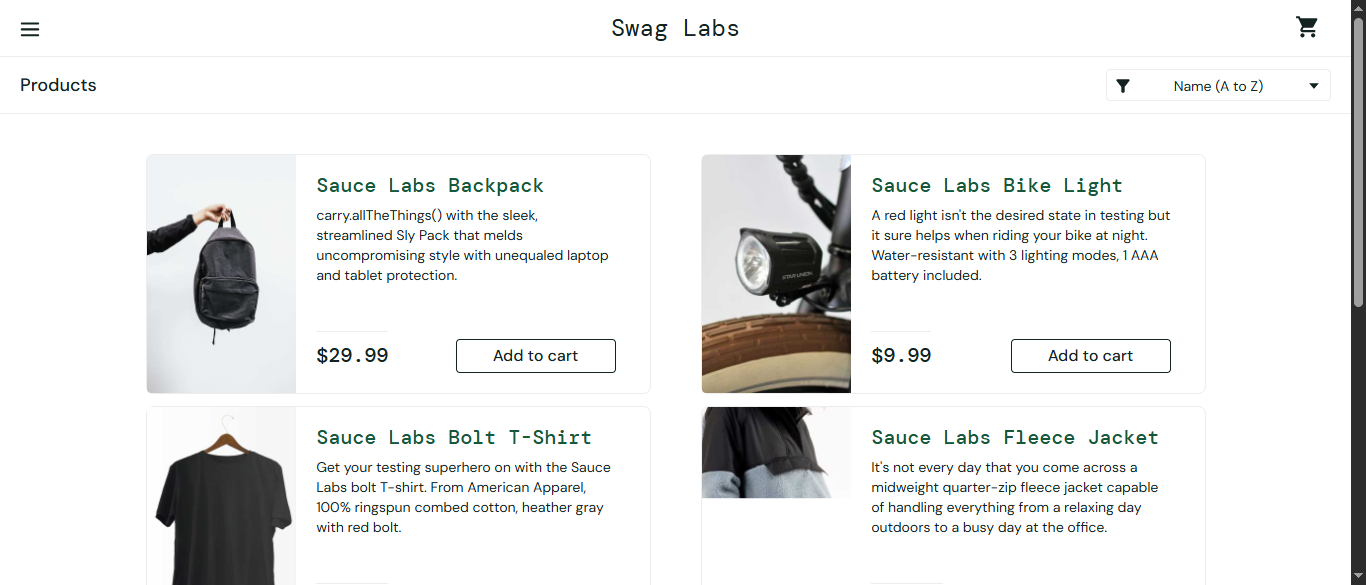 Swag Labs
Products
Name (A to Z)
Sauce Labs Backpack
carry.allTheThings() with the sleek,
streamlined Sly Pack that melds
uncompromising style with unequaled laptop
and tablet protection.
$29.99
Add to cart
Sauce Labs Bike Light
A red light isn't the desired state in testing but
it sure helps when riding your bike at night.
Water-resistant with 3 lighting modes, 1 AAA
battery included.
$9.99
Add to cart
STAR UNION
Sauce Labs Bolt T-Shirt
Get your testing superhero on with the Sauce
Labs bolt T-shirt. From American Apparel,
100% ringspun combed cotton, heather gray
with red bolt.
Sauce Labs Fleece Jacket
It's not every day that you come across a
midweight quarter-zip fleece jacket capable
of handling everything from a relaxing day
outdoors to a busy day at the office.